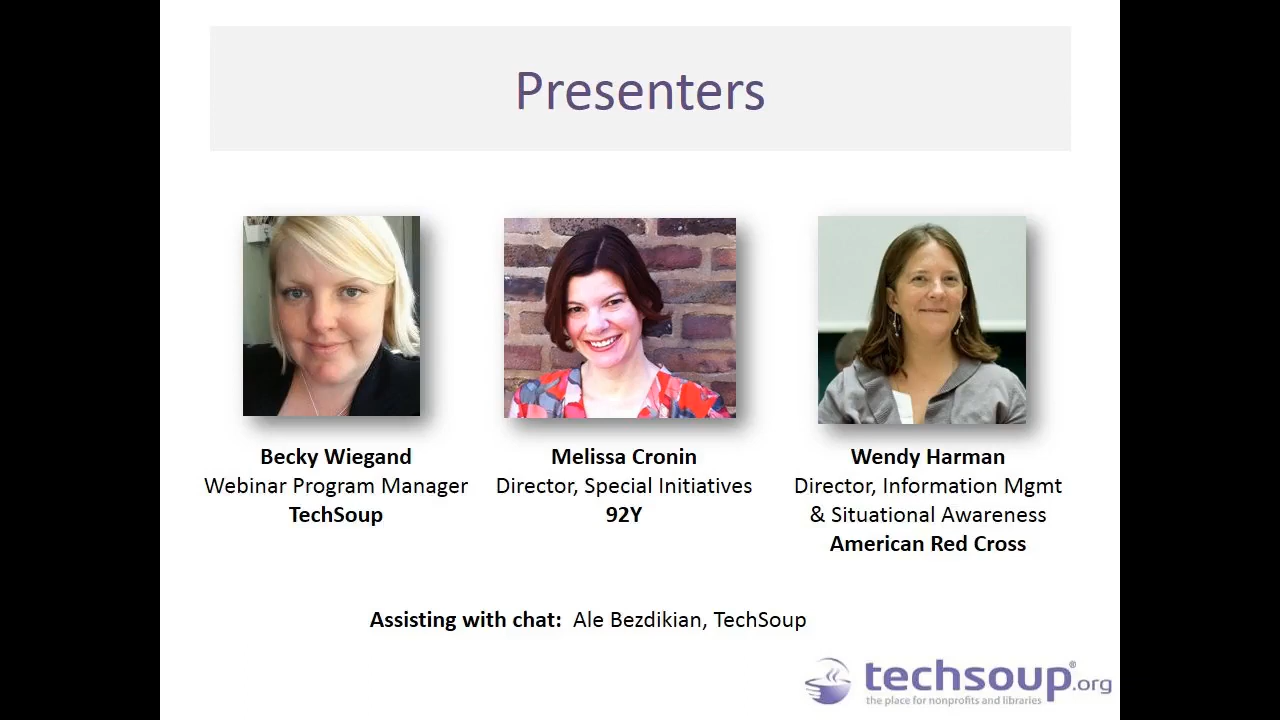 Presenters
Becky Wiegand
Webinar Program Manager
TechSoup
Melissa Cronin
Director, Special Initiatives
92Y
Wendy Harman
Director, Information Mgmt
& Situational Awareness
American Red Cross
Assisting with chat: Ale Bezdikian, TechSoup
techsoup®.org
the place for nonprofits and libraries